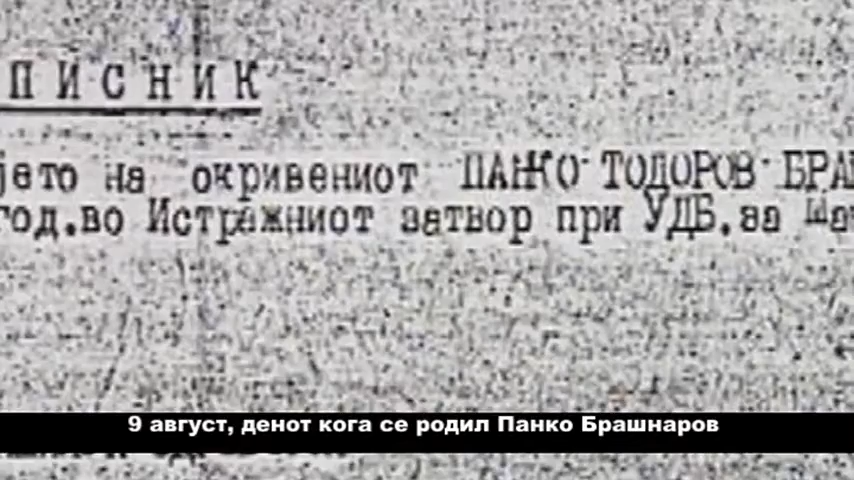 ПИСНИК
јето на окривениот ПАНКО ТОДОРОВ БРА
год.во Истражниот затвор при УДБ.за
9 август, денот кога се родил Панко Брашнаров